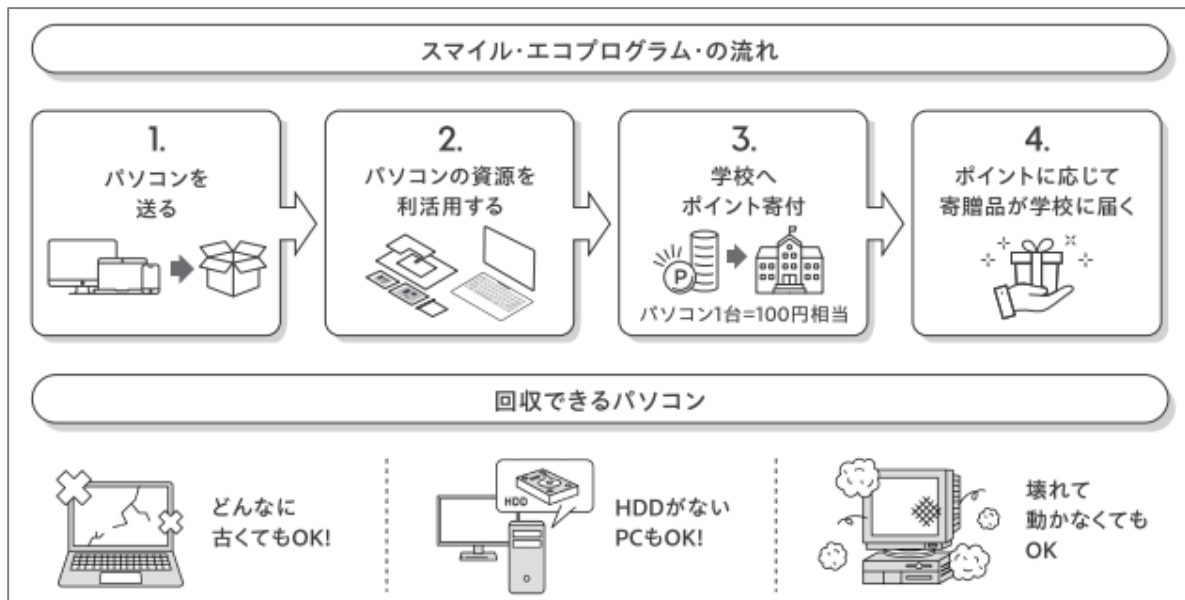 スマイル・エコプログラム・の流れ
1.
パソコンを
送る
2.
パソコンの資源を
利活用する
3.
学校へ
ポイント寄付
P
パソコン1台=100円相当
4.
ポイントに応じて
寄贈品が学校に届く
回収できるパソコン
どんなに
古くてもOK!
HDD
HDDがない
PCもOK!
壊れて
動かなくても
OK